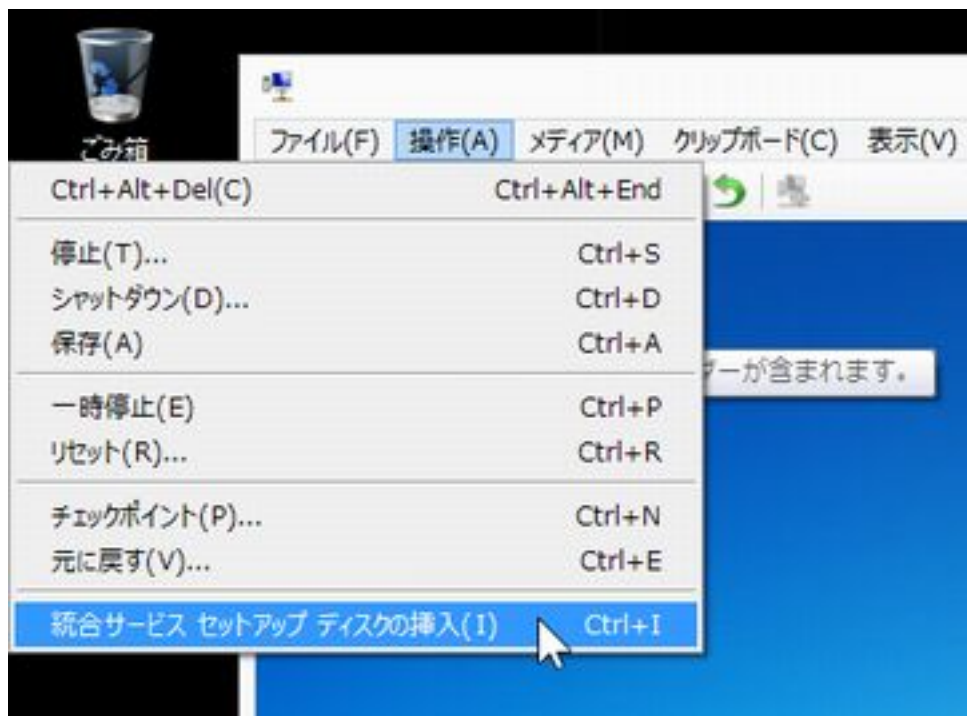 ごみ箱
ファイル(F) 操作(A) メディア(M) クリップボード(C) 表示(V)
Ctrl+Alt+Del(C) Ctrl+Alt+End
停止(T)... Ctrl+S
シャットダウン(D)... Ctrl+D
保存(A) Ctrl+A
ーが含まれます。
一時停止(E) Ctrl+P
リセット(R)... Ctrl+R
チェックポイント(P)... Ctrl+N
元に戻す(V)... Ctrl+E
統合サービス セットアップ ディスクの挿入(I) Ctrl+I